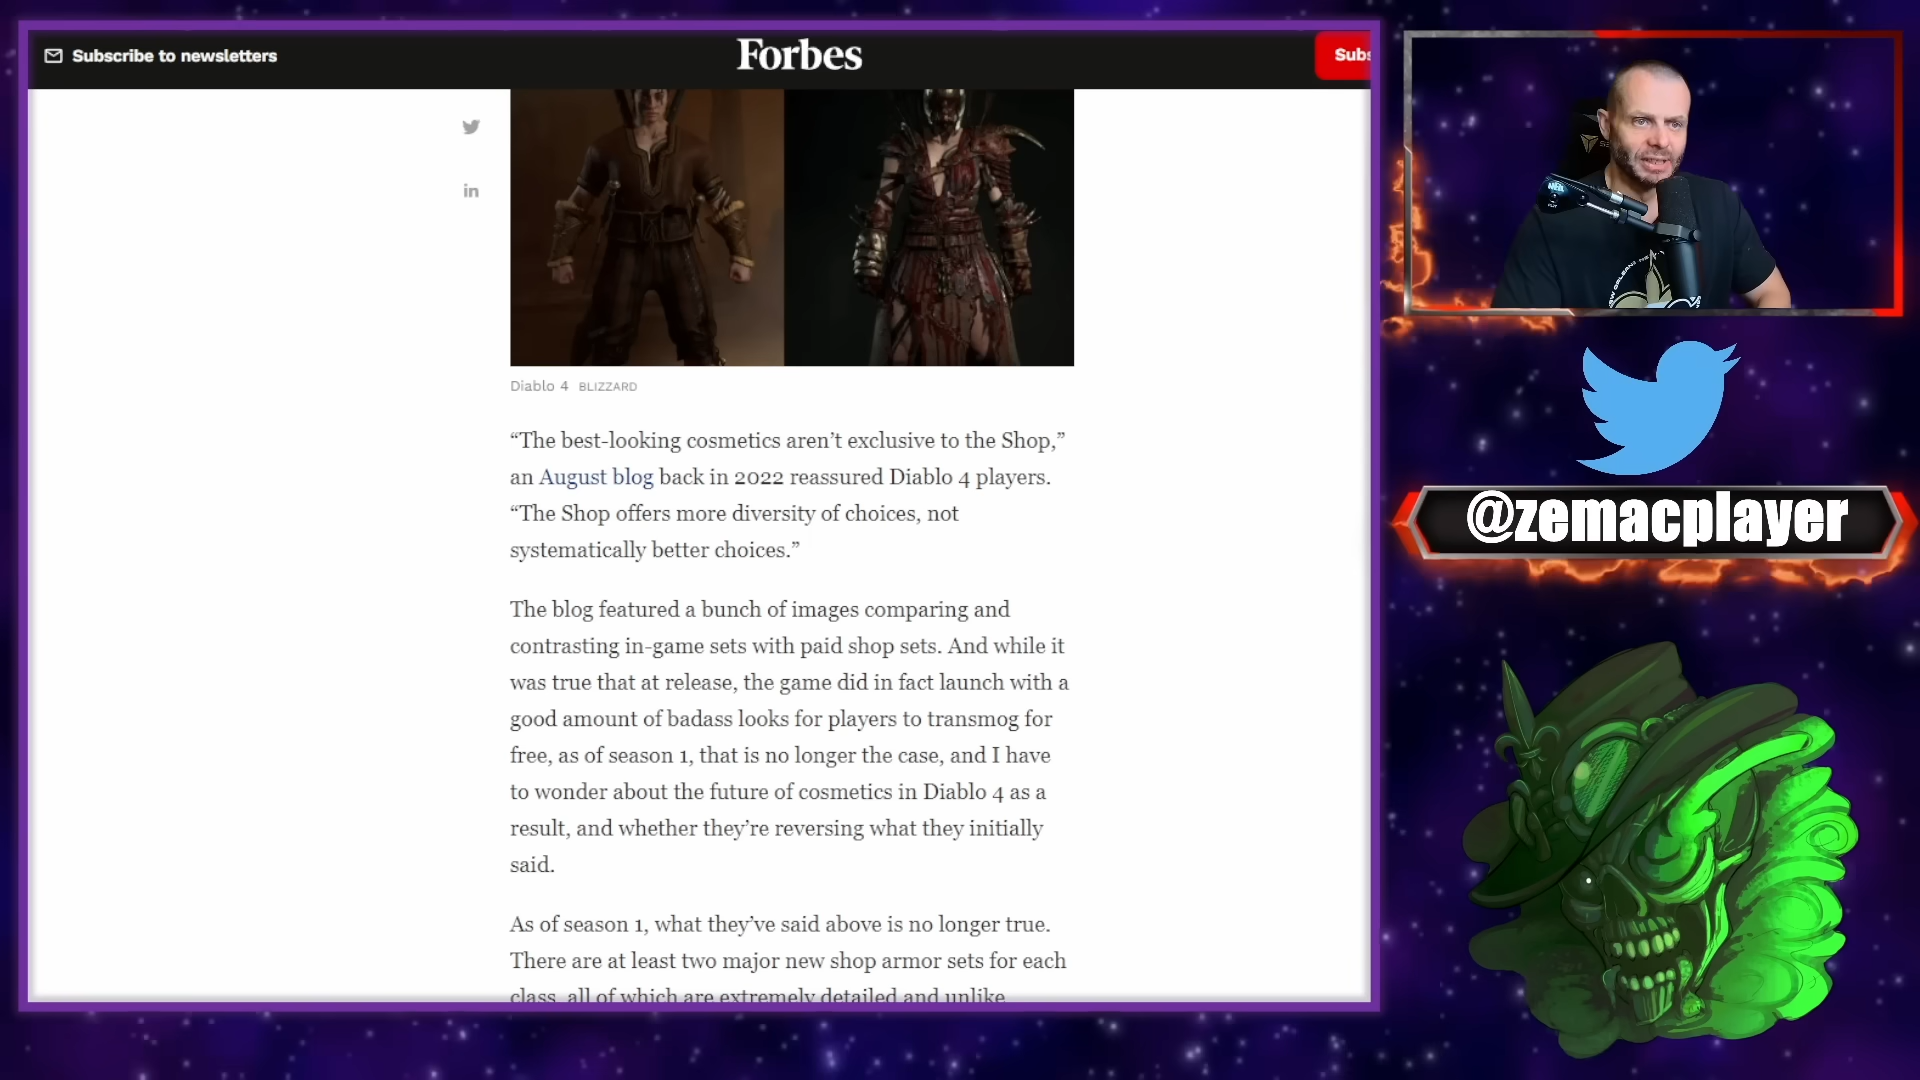 Subscribe to newsletters
Forbes
Subs
in
Diablo 4 BLIZZARD
“The best-looking cosmetics aren’t exclusive to the Shop,”
an August blog back in 2022 reassured Diablo 4 players.
“The Shop offers more diversity of choices, not
systematically better choices.”
The blog featured a bunch of images comparing and
contrasting in-game sets with paid shop sets. And while it
was true that at release, the game did in fact launch with a
good amount of badass looks for players to transmog for
free, as of season 1, that is no longer the case, and I have
to wonder about the future of cosmetics in Diablo 4 as a
result, and whether they’re reversing what they initially
said.
As of season 1, what they’ve said above is no longer true.
There are at least two major new shop armor sets for each
class, all of which are extremely detailed and unlike
@zemacplayer